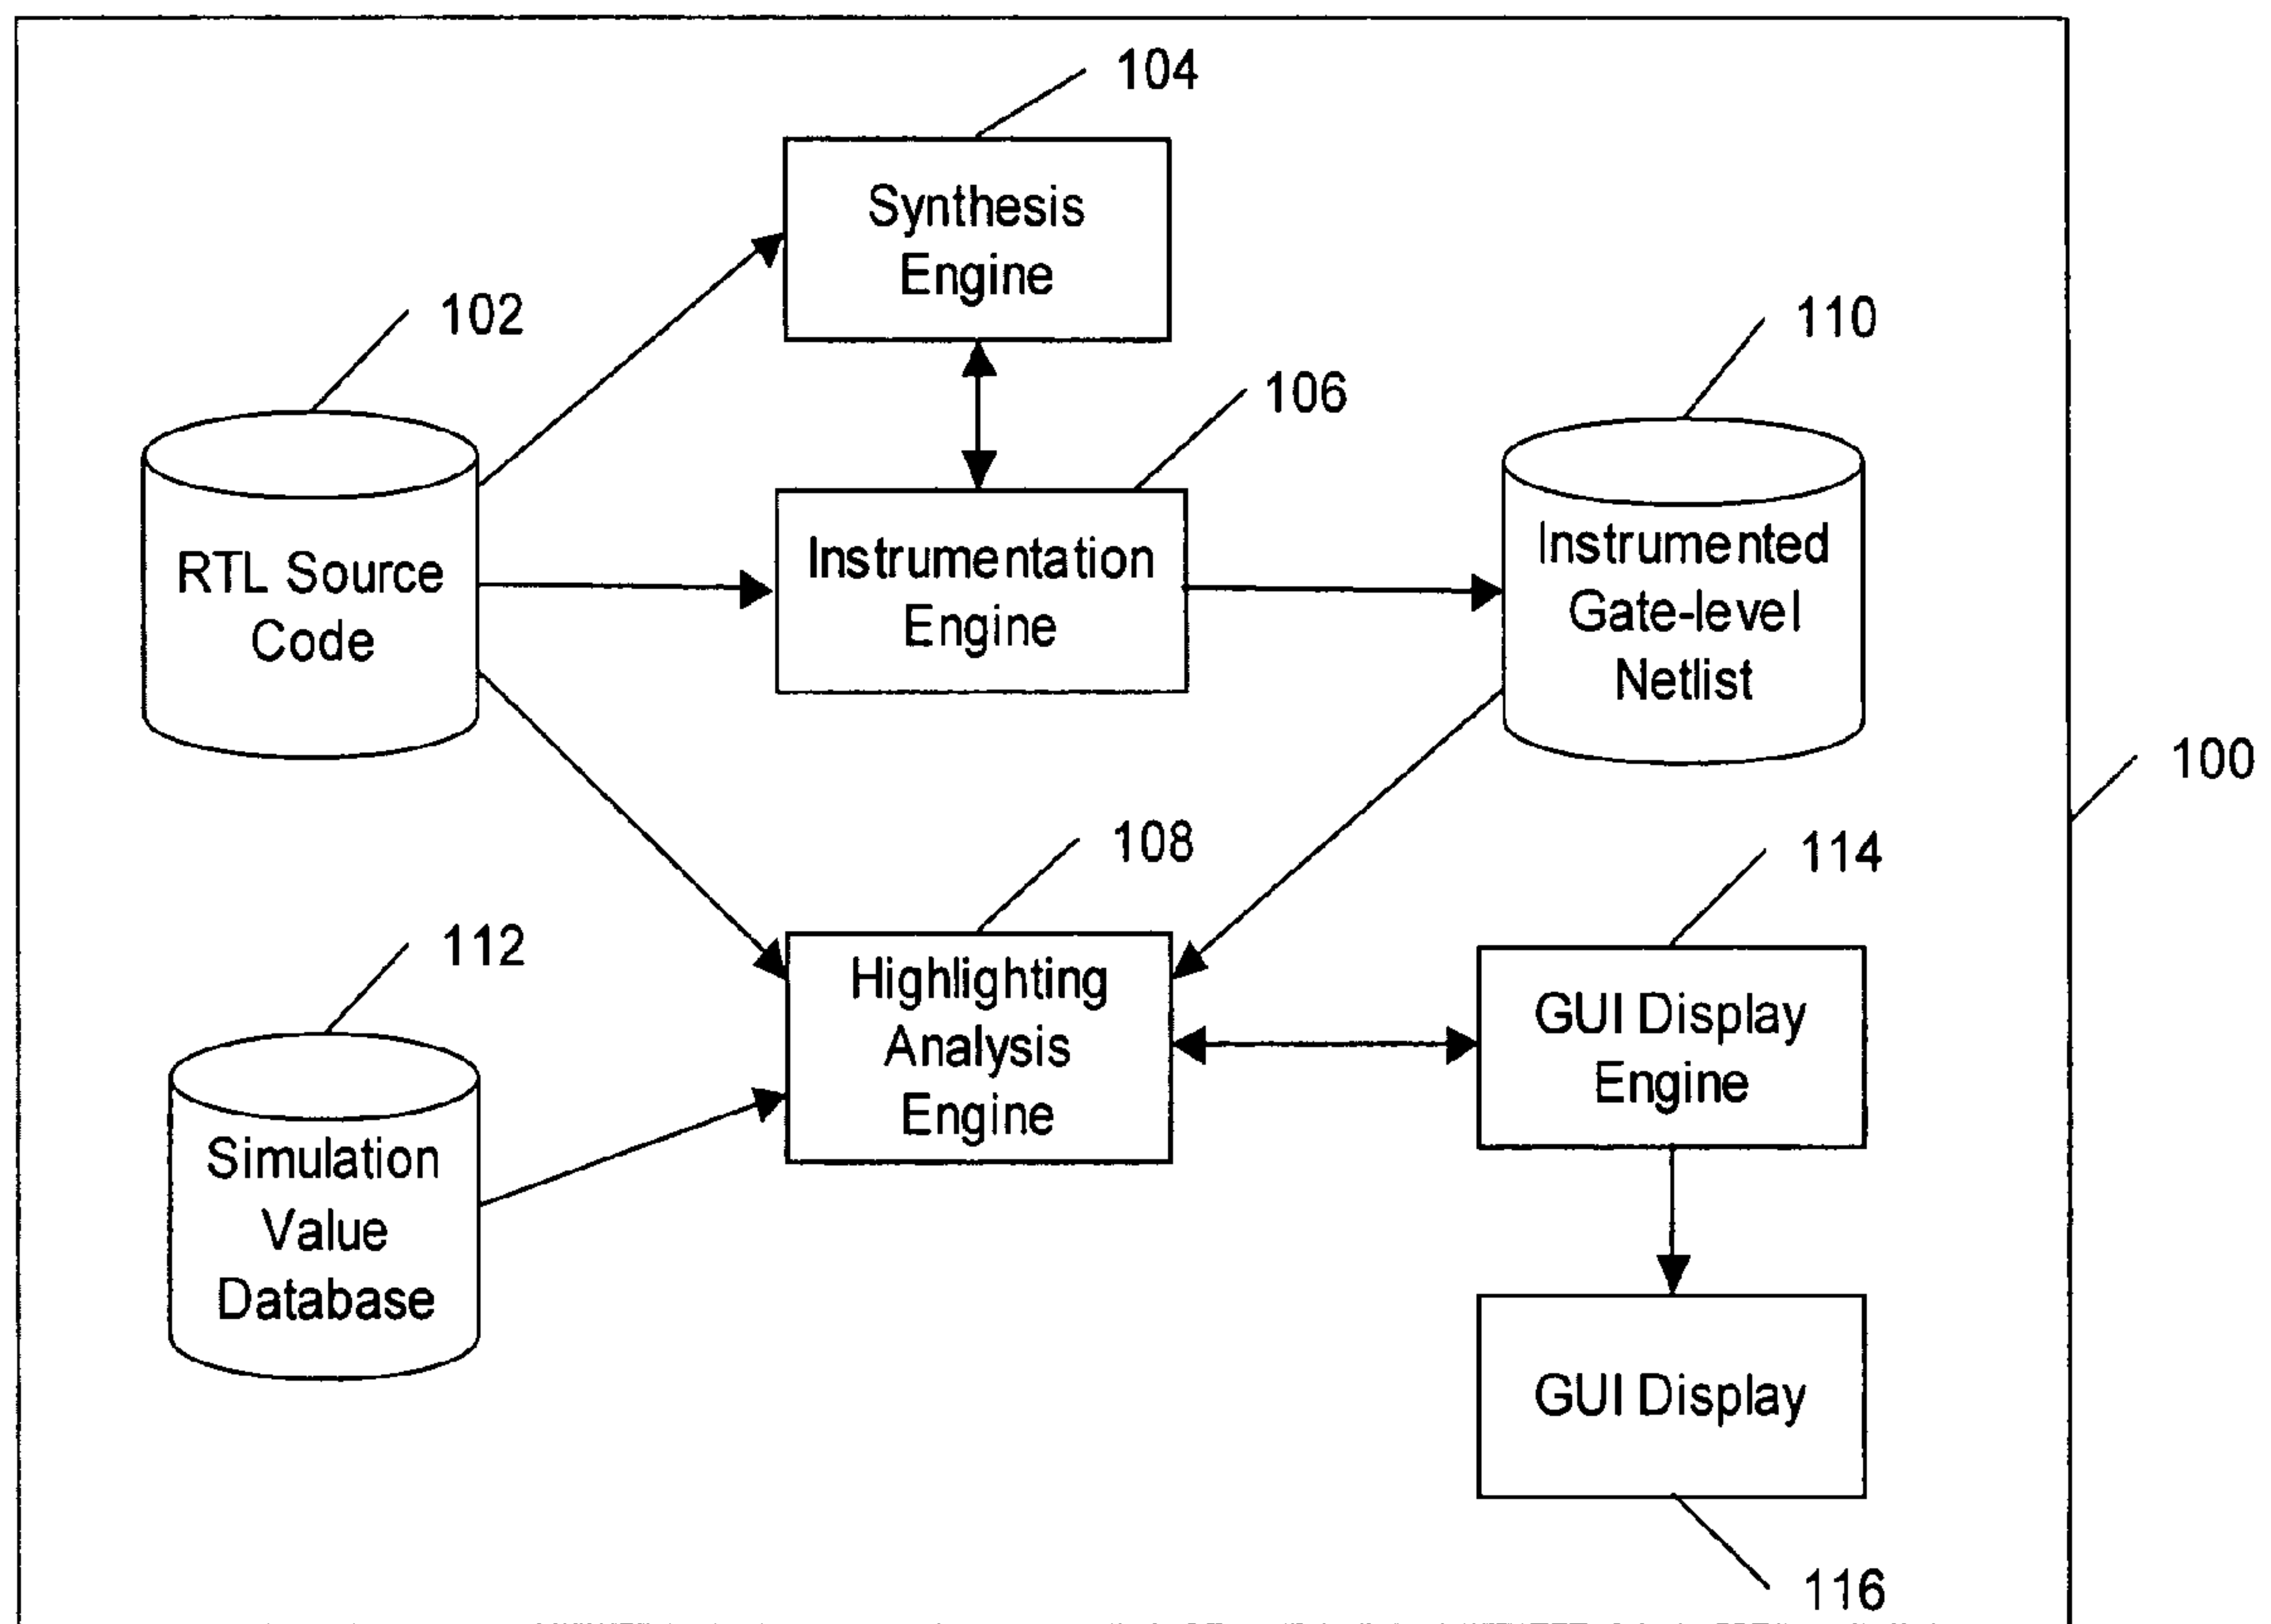 104
Synthesis
Engine
102
110
106
RTL Source
Code
Instrumentation
Engine
Instrumented
Gate-level
Netlist
100
108
114
112
Highlighting
Analysis
Engine
GUI Display
Engine
Simulation
Value
Database
GUI Display
116